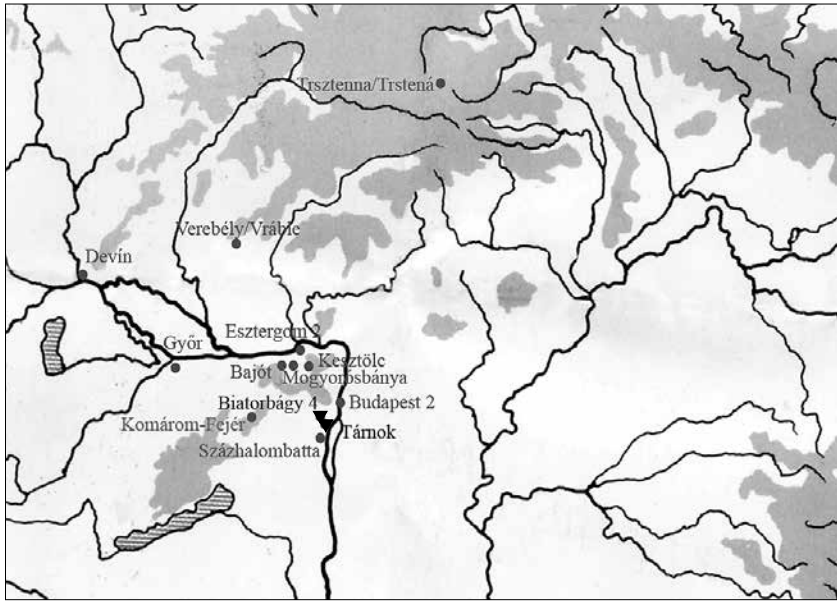 Trsztenna/Trstená
Verebély/Vráble
Devín
Esztergom 2
Győr
Kesztölc
Bajót
Mogyorósbánya
Biatorbágy 4
Budapest 2
Komárom-Fejér
Tárnok
Százhalombatta